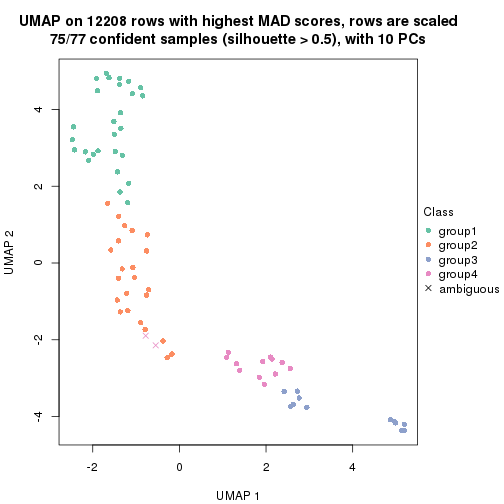 UMAP on 12208 rows with highest MAD scores, rows are scaled
75/77 confident samples (silhouette > 0.5), with 10 PCs
4
2
0
-2
-4
UMAP 2
-2
0
2
4
UMAP 1
Class
group1
group2
group3
group4
ambiguous